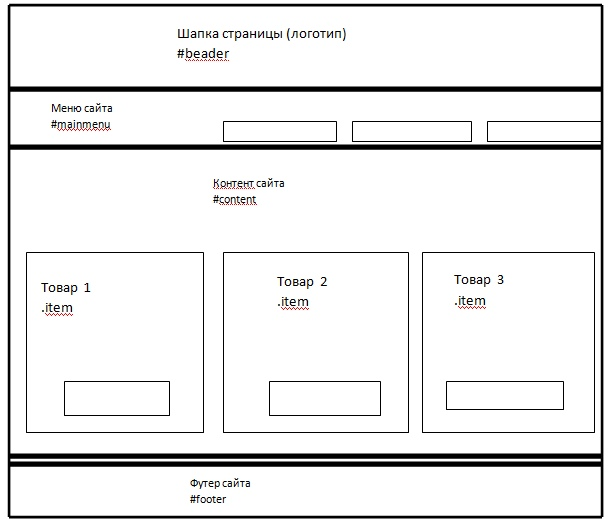 Шапка страницы (логотип)
#beader
Меню сайта
#mainmenu
Контент сайта
#content
Товар 1
.item
Товар 2
.item
Товар 3
.item
Футер сайта
#footer